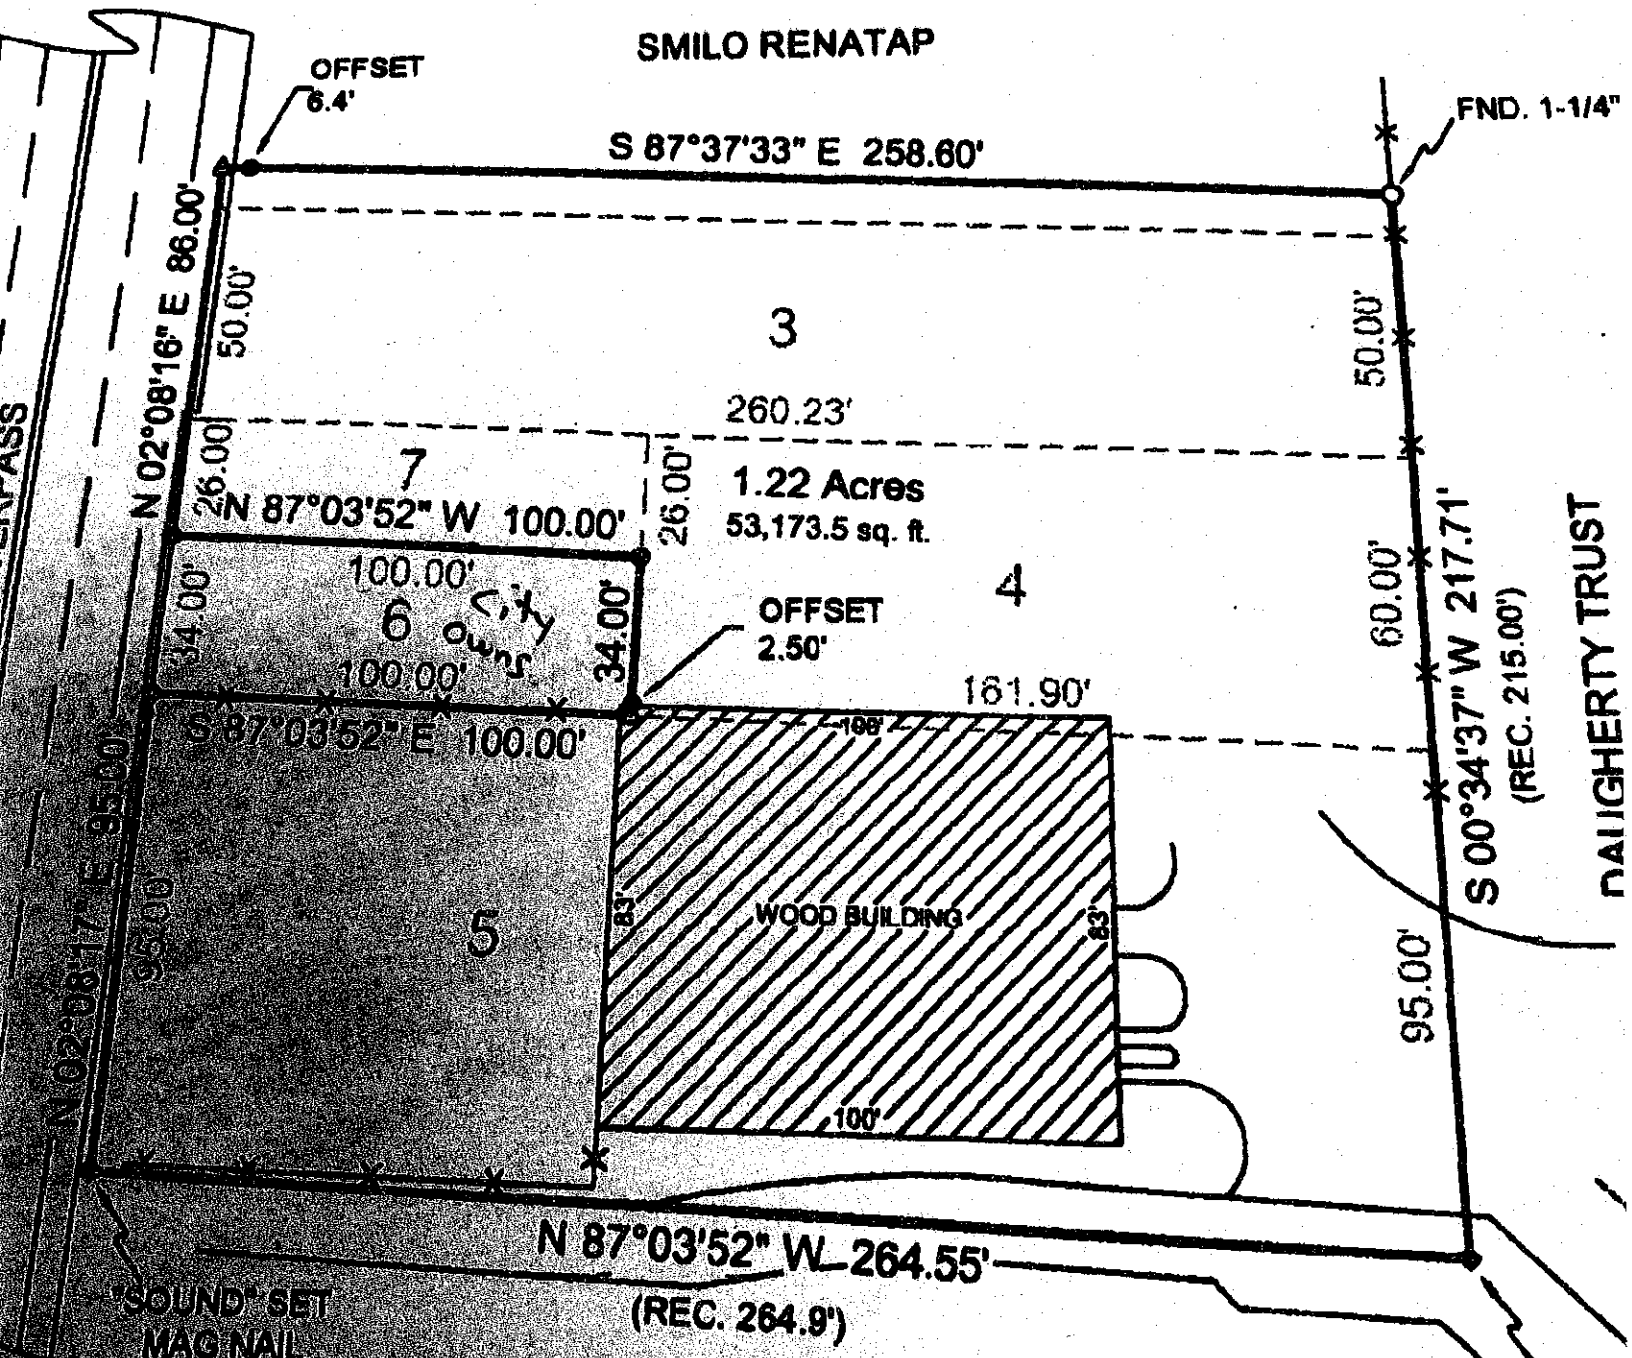 SMILO RENATAP
OFFSET
6.4'
FND. 1-1/4"
S 87°37'33" E 258.60'
N 02°08'16" E 86.00'
50.00'
3
50.00'
260.23'
7
26.00'
26.00'
1.22 Acres
53,173.5 sq. ft.
N 87°03'52" W 100.00'
100.00'
34.00'
6
City
Owns
34.00'
100.00'
OFFSET
2.50'
4
60.00'
S 00°34'37" W 217.71'
(REC. 215.00')
DAUGHERTY TRUST
161.90'
S 87°03'52" E 100.00'
100'
N 02°08'17" E 95.00'
95.00'
5
83'
WOOD BUILDING
83'
95.00'
100'
N 87°03'52" W 264.55'
(REC. 264.9')
"SOUND" SET
MAG NAIL